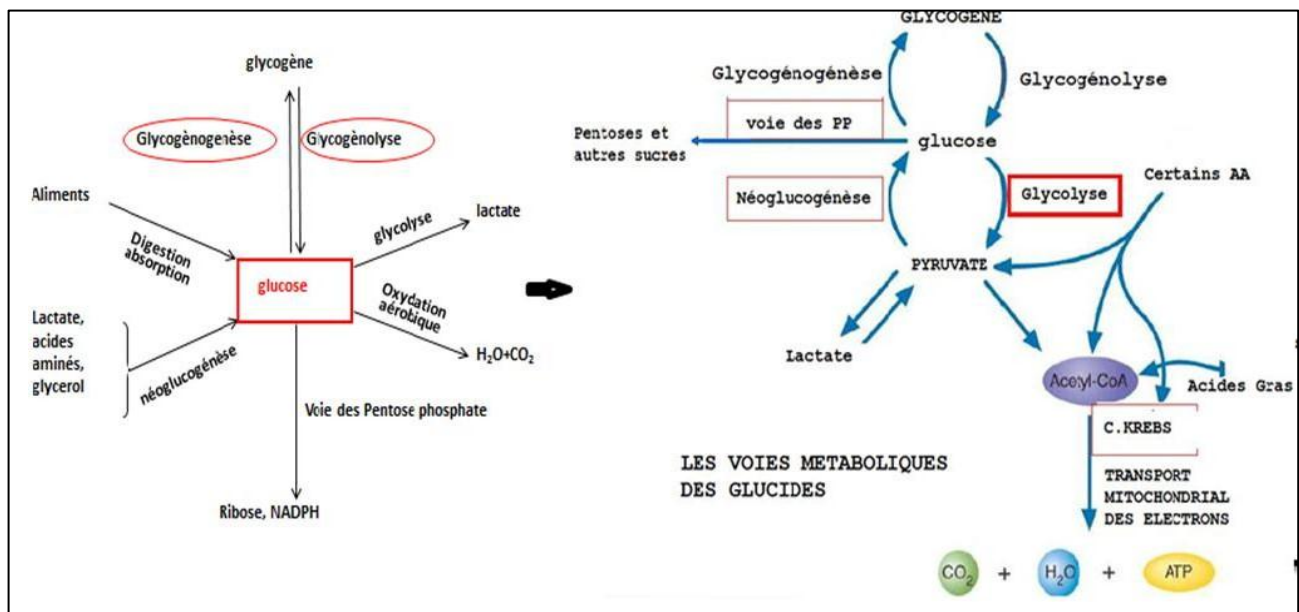 glycogène
Glycogènogenèse
Glycogènolyse
Aliments
Digestion
absorption
glycolyse
lactate
glucose
Oxydation
aérobique
Lactate,
acides
aminés,
glycerol
néoglucogénèse
H₂O+CO₂
Voie des Pentose phosphate
Ribose, NADPH
GLYCOGENE
Glycogénogénèse
Glycogénolyse
voie des PP
Pentoses et
autres sucres
glucose
Certains AA
Néoglucogénèse
Glycolyse
PYRUVATE
Lactate
Acetyl-CoA
Acides Gras
C.KREBS
LES VOIES METABOLIQUES
DES GLUCIDES
TRANSPORT
MITOCHONDRIAL
DES ELECTRONS
CO₂ + H₂O + ATP